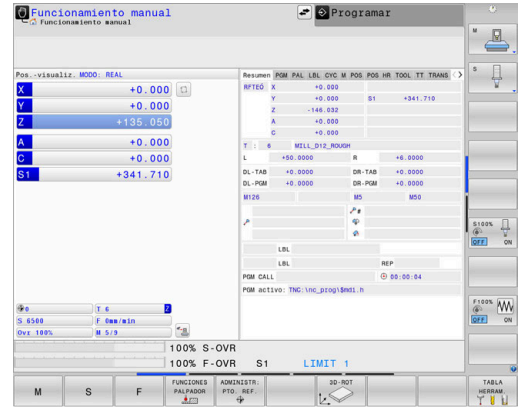 Funcionamiento manual
Funcionamiento manual
Programar
Pos.-visualiz. MODO: REAL
X +0.000
Y +0.000
Z +135.050
A +0.000
C +0.000
S1 +341.710
0 T 6 Z
S 6500 F 0mm/min
Ovr 100% M 5/9
Resumen PGM PAL LBL CYC M POS POS HR TOOL TT TRANS
RFTEÓ X +0.000
Y +0.000 S1 +341.710
Z -146.032
A +0.000
C +0.000
T : 6 MILL_D12_ROUGH
L +50.0000 R +6.0000
DL-TAB +0.0000 DR-TAB +0.0000
DL-PGM +0.0000 DR-PGM +0.0000
M126 M5 M50
LBL
LBL REP
PGM CALL 00:00:04
PGM activo: TNC:\nc_prog\$mdi.h
100% S-OVR
100% F-OVR S1 LIMIT 1
M
S
S100%
OFF ON
F100%
OFF ON
M
S
F
FUNCIONES PALPADOR
ADMINISTR: PTO. REF.
3D-ROT
TABLA HERRAM.